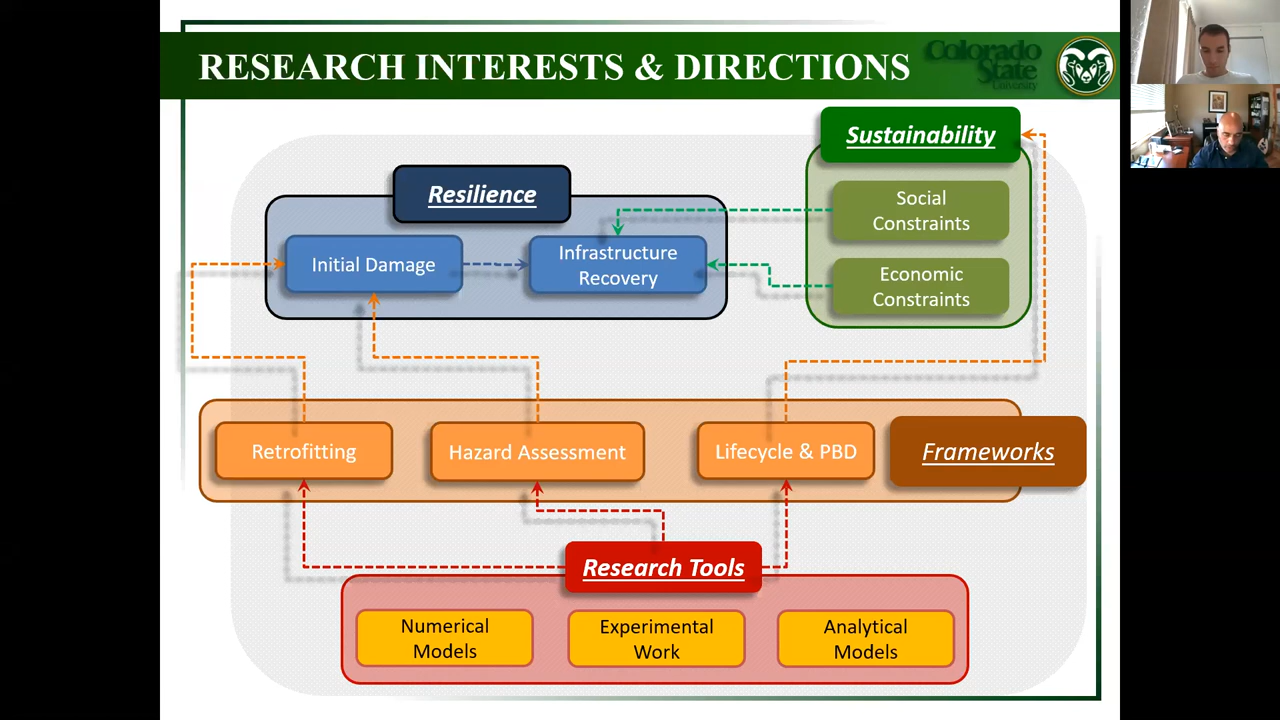 RESEARCH INTERESTS & DIRECTIONS
Colorado
State
University
Sustainability
Resilience
Social
Constraints
Initial Damage
Infrastructure
Recovery
Economic
Constraints
Retrofitting
Hazard Assessment
Lifecycle & PBD
Frameworks
Research Tools
Numerical
Models
Experimental
Work
Analytical
Models